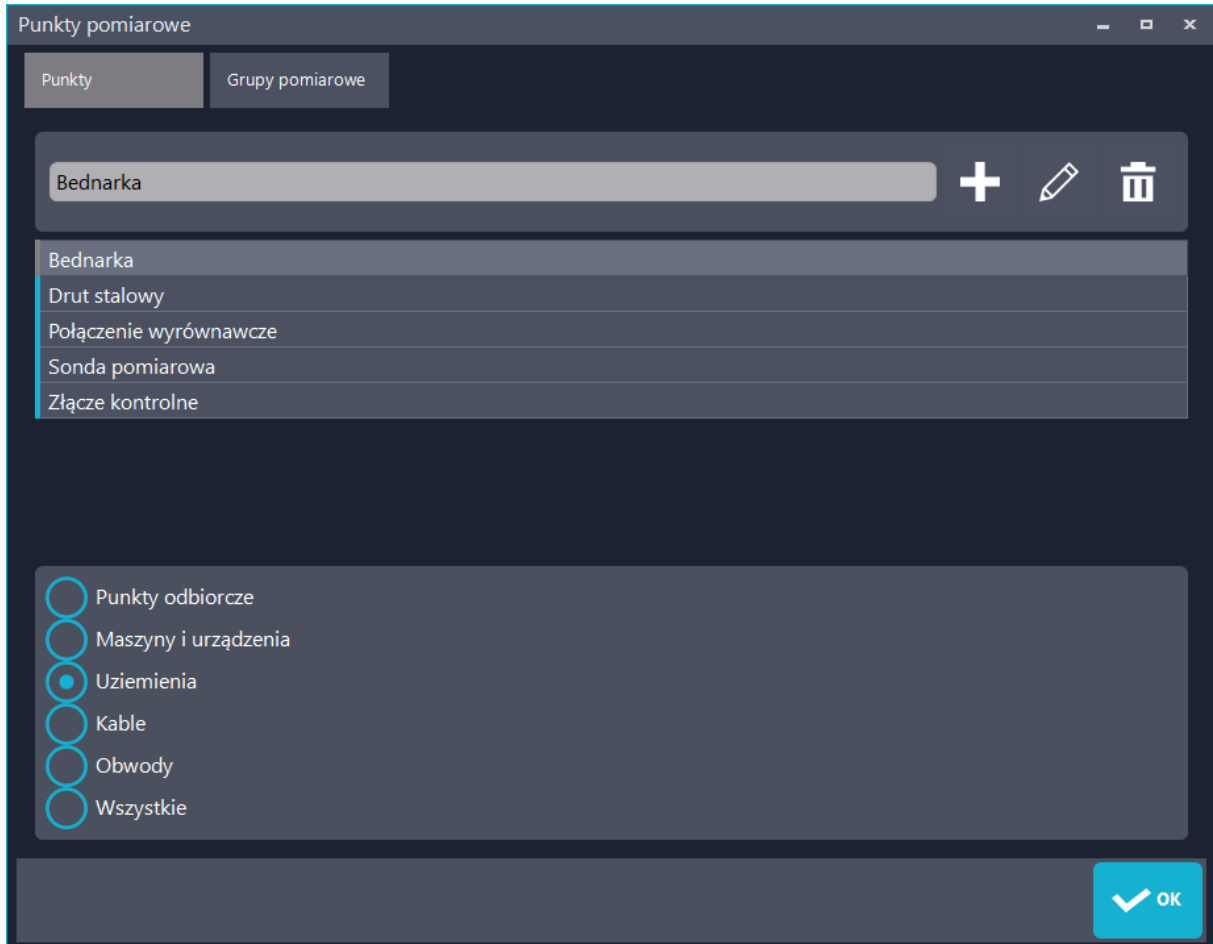 Punkty pomiarowe
Punkty
Grupy pomiarowe
Bednarka
Bednarka
Drut stalowy
Połączenie wyrównawcze
Sonda pomiarowa
Złącze kontrolne
Punkty odbiorcze
Maszyny i urządzenia
Uziemienia
Kable
Obwody
Wszystkie
OK